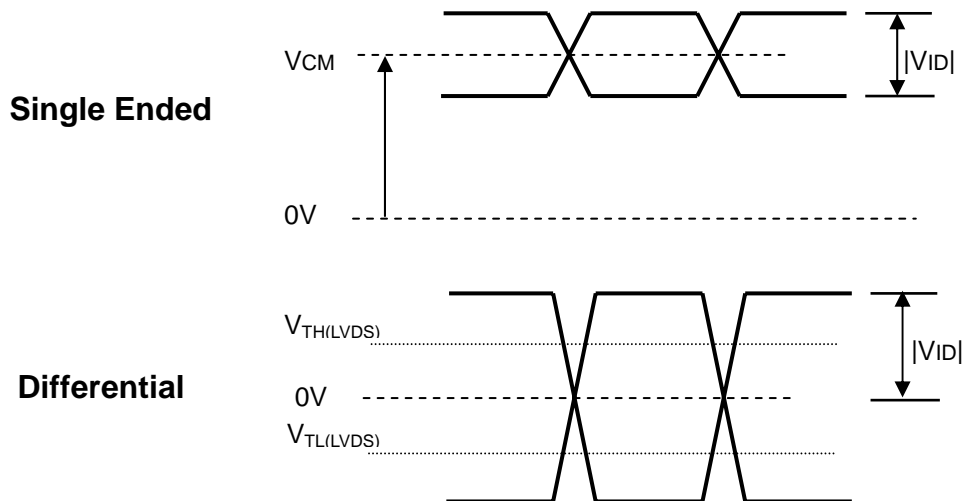 VCM
|VID|
Single Ended
0V
VTH(LVDS)
|VID|
Differential
0V
VTL(LVDS)